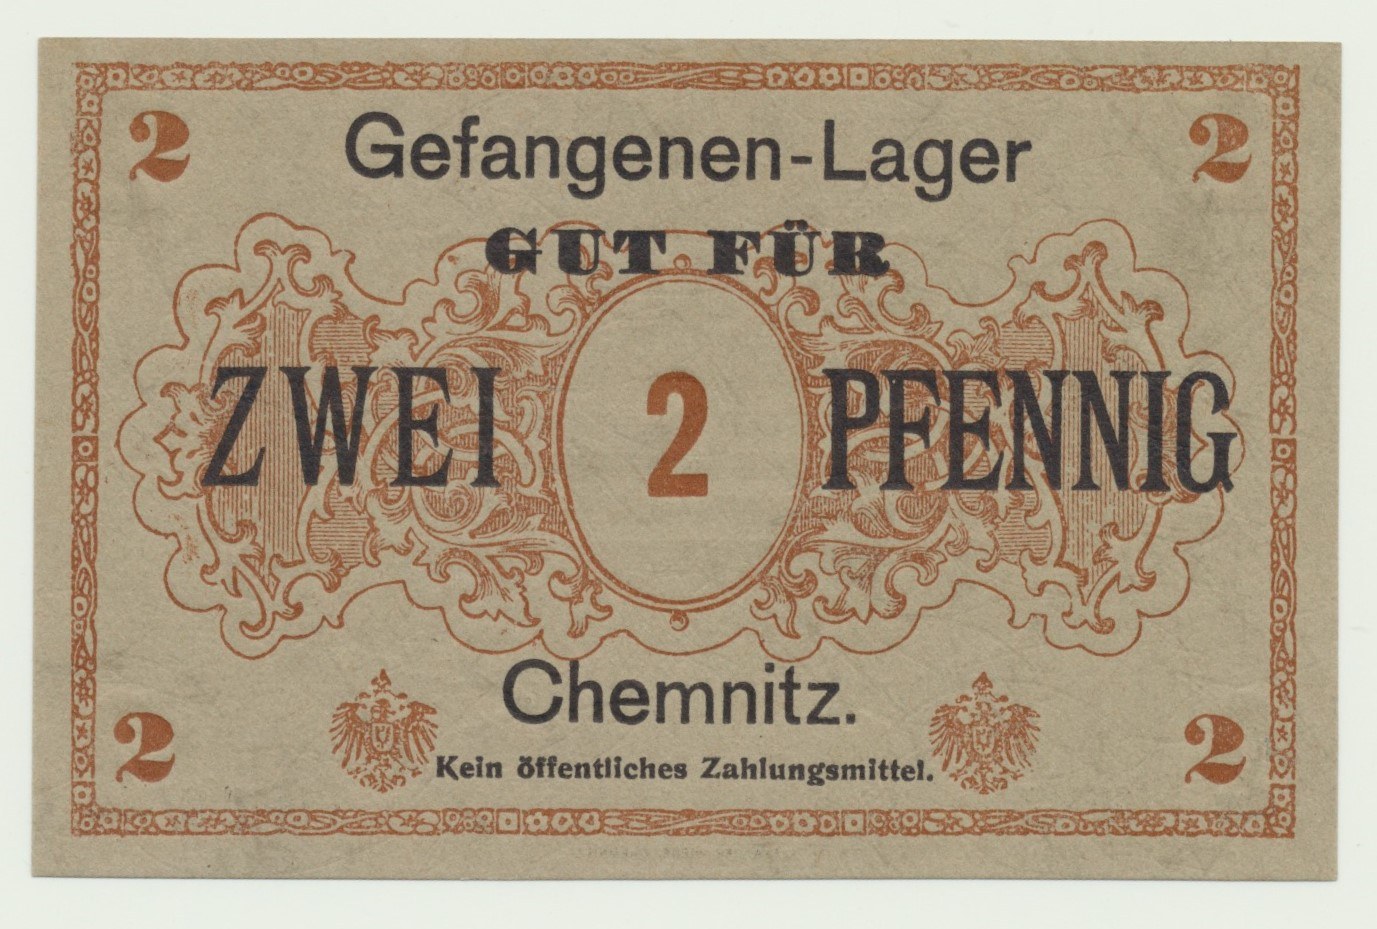 2 Gefangenen-Lager 2
GUT FÜR
ZWEI 2 PFENNIG
Chemnitz.
2 Kein öffentliches Zahlungsmittel. 2